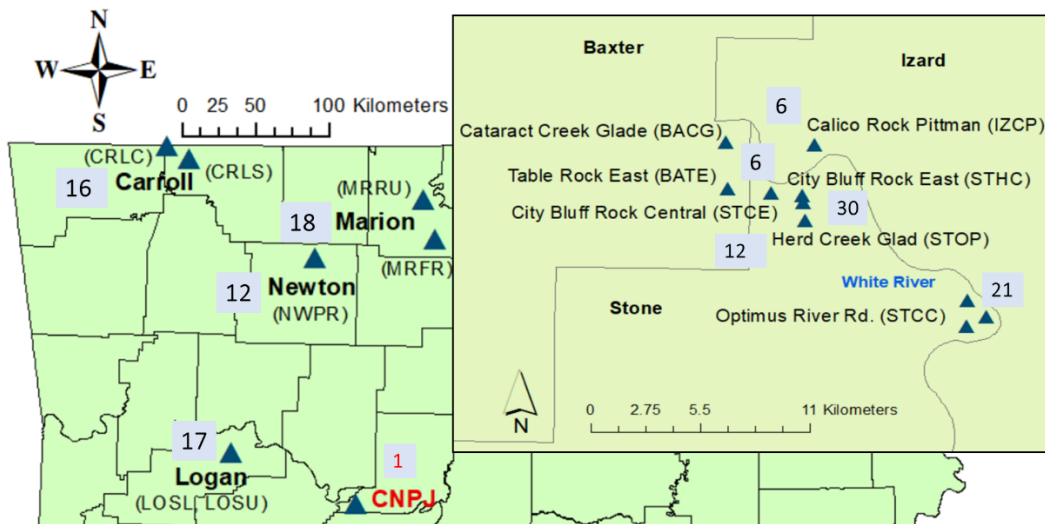 N
W E
S
0 25 50 100 Kilometers
(CRLC)
(CRLS)
16
Carroll
(MRRU)
18
Marion
(MRFR)
12
Newton
(NWPR)
17
Logan
(LOSL, LOSU)
1
CNPJ
Baxter
Izard
6
Cataract Creek Glade (BACG)
Calico Rock Pittman (IZCP)
6
Table Rock East (BATE)
City Bluff Rock East (STHC)
City Bluff Rock Central (STCE)
30
Herd Creek Glad (STOP)
12
White River
21
Stone
Optimus River Rd. (STCC)
N
0 2.75 5.5 11 Kilometers